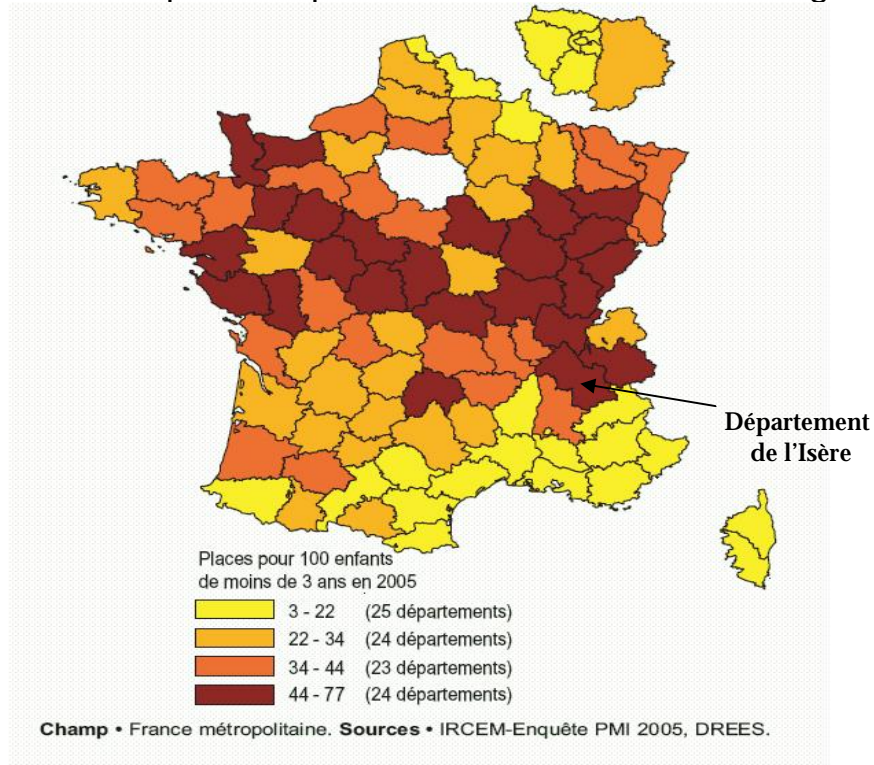 Département
de l'Isère
Places pour 100 enfants
de moins de 3 ans en 2005
3 - 22 (25 départements)
22 - 34 (24 départements)
34 - 44 (23 départements)
44 - 77 (24 départements)
Champ • France métropolitaine. Sources • IRCEM-Enquête PMI 2005, DREES.